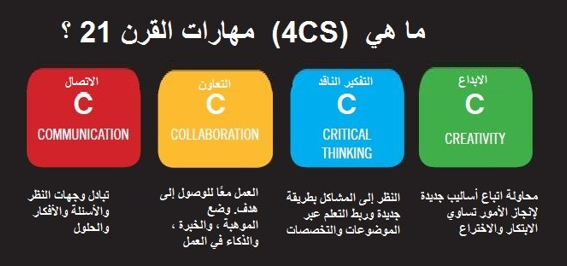 ما هي (4CS) مهارات القرن 21 ؟
الابداع
C
CREATIVITY
محاولة اتباع أساليب جديدة
لإنجاز الأمور تساوي
الابتكار والاختراع
التفكير الناقد
C
CRITICAL
THINKING
النظر إلى المشاكل بطريقة
جديدة وربط التعلم عبر
الموضوعات والتخصصات
التعاون
C
COLLABORATION
العمل معًا للوصول إلى
هدف. وضع
الموهبة ، والخبرة ،
والذكاء في العمل
الاتصال
C
COMMUNICATION
تبادل وجهات النظر
والأسئلة والأفكار
والحلول